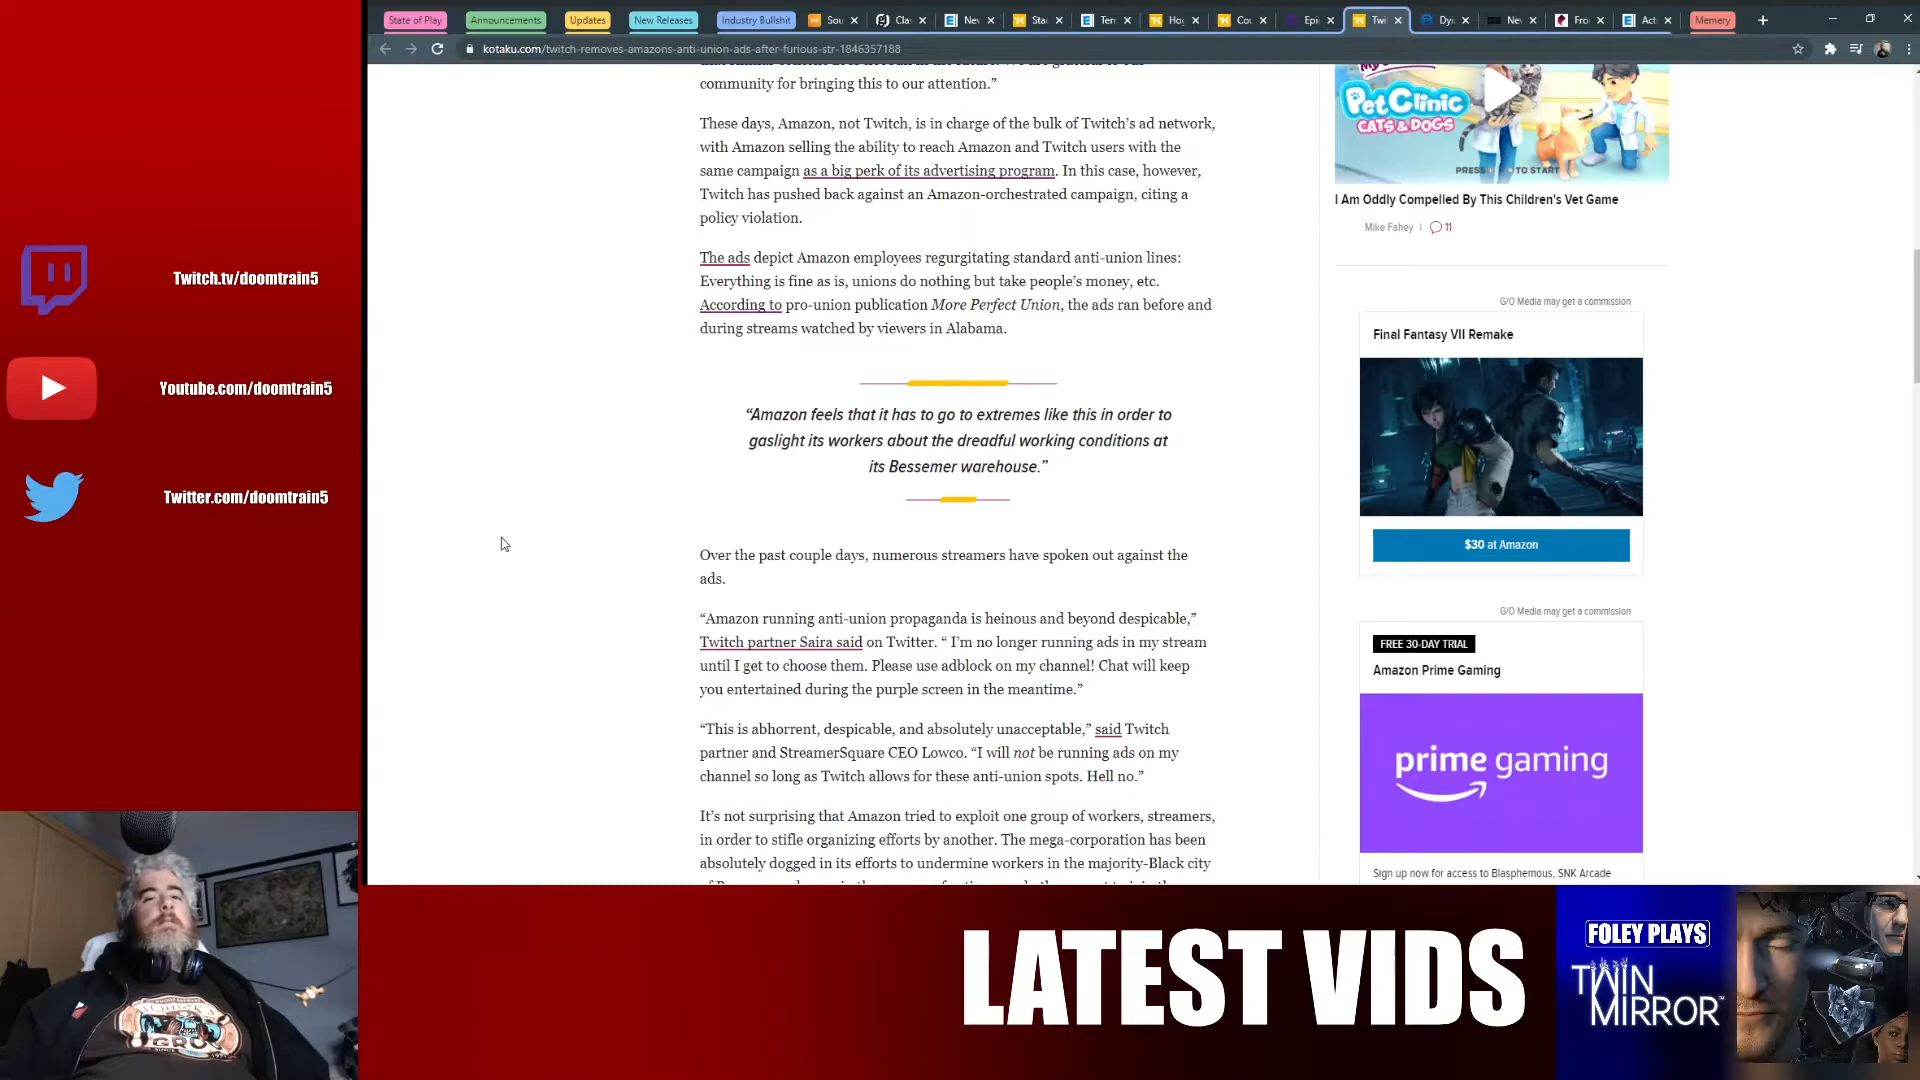 State of Play
Announcements
Updates
New Releases
Industry Bullshit
Memery
kotaku.com/twitch-removes-amazons-anti-union-ads-after-furious-str-1846357188
community for bringing this to our attention.”
These days, Amazon, not Twitch, is in charge of the bulk of Twitch’s ad network,
with Amazon selling the ability to reach Amazon and Twitch users with the
same campaign as a big perk of its advertising program. In this case, however,
Twitch has pushed back against an Amazon-orchestrated campaign, citing a
policy violation.
The ads depict Amazon employees regurgitating standard anti-union lines:
Everything is fine as is, unions do nothing but take people’s money, etc.
According to pro-union publication More Perfect Union, the ads ran before and
during streams watched by viewers in Alabama.
“Amazon feels that it has to go to extremes like this in order to
gaslight its workers about the dreadful working conditions at
its Bessemer warehouse.”
Over the past couple days, numerous streamers have spoken out against the
ads.
“Amazon running anti-union propaganda is heinous and beyond despicable,”
Twitch partner Saira said on Twitter. “ I’m no longer running ads in my stream
until I get to choose them. Please use adblock on my channel! Chat will keep
you entertained during the purple screen in the meantime.”
“This is abhorrent, despicable, and absolutely unacceptable,” said Twitch
partner and StreamerSquare CEO Lowco. “I will not be running ads on my
channel so long as Twitch allows for these anti-union spots. Hell no.”
It’s not surprising that Amazon tried to exploit one group of workers, streamers,
in order to stifle organizing efforts by another. The mega-corporation has been
absolutely dogged in its efforts to undermine workers in the majority-Black city
Pet Clinic
CATS & DOGS
PRESS TO START
I Am Oddly Compelled By This Children's Vet Game
Mike Fahey | 11
G/O Media may get a commission
Final Fantasy VII Remake
$30 at Amazon
G/O Media may get a commission
FREE 30-DAY TRIAL
Amazon Prime Gaming
prime gaming
Sign up now for access to Blasphemous, SNK Arcade
Twitch.tv/doomtrain5
Youtube.com/doomtrain5
Twitter.com/doomtrain5
LATEST VIDS
FOLEY PLAYS
TWIN
MIRROR™